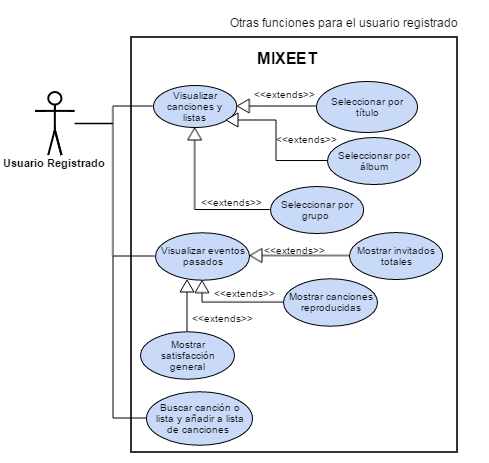 Otras funciones para el usuario registrado
MIXEET
Visualizar
canciones y
listas
<<extends>>
Seleccionar por
título
Usuario Registrado
<<extends>>
Seleccionar por
álbum
<<extends>>
Seleccionar por
grupo
Visualizar eventos
pasados
<<extends>>
Mostrar invitados
totales
<<extends>>
Mostrar canciones
reproducidas
<<extends>>
Mostrar
satisfacción
general
Buscar canción o
lista y añadir a lista
de canciones